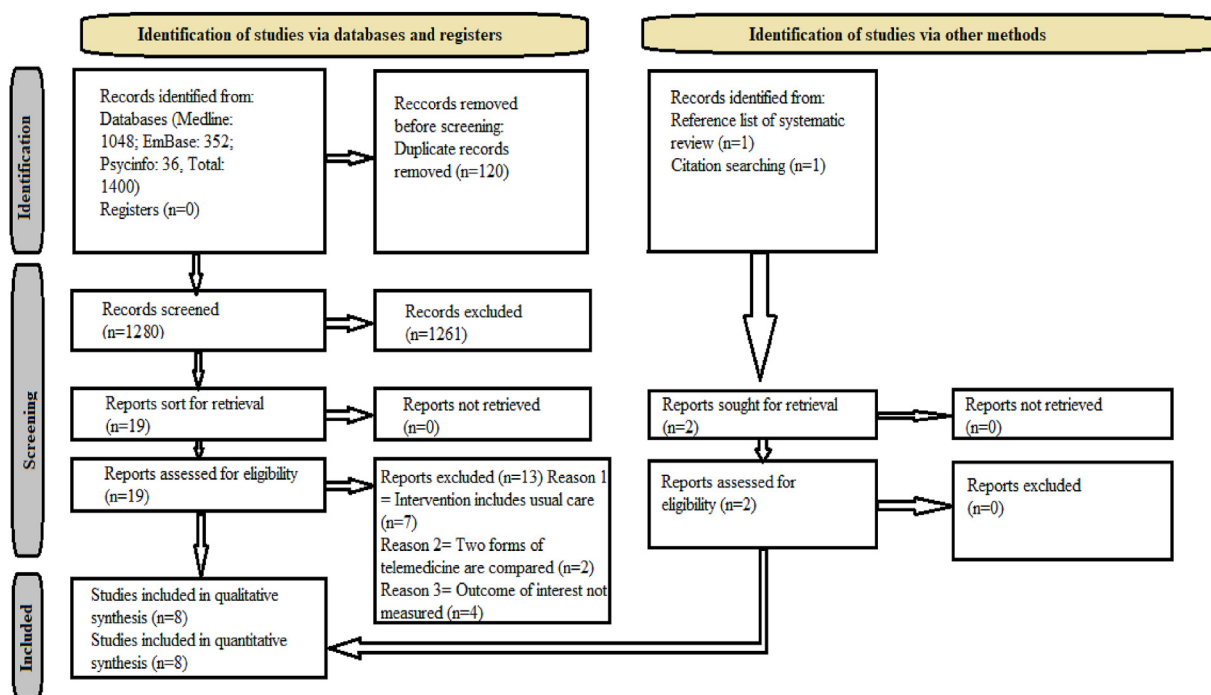 Identification of studies via databases and registers
Identification of studies via other methods
Identification
Records identified from:
Databases (Medline:
1048; EmBase: 352;
Psycinfo: 36, Total:
1400)
Registers (n=0)
Reccords removed
before screening:
Duplicate records
removed (n=120)
Records identified from:
Reference list of systematic
review (n=1)
Citation searching (n=1)
Screening
Records screened
(n=1280)
Records excluded
(n=1261)
Reports sort for retrieval
(n=19)
Reports not retrieved
(n=0)
Reports sought for retrieval
(n=2)
Reports not retrieved
(n=0)
Reports assessed for eligibility
(n=19)
Reports excluded (n=13) Reason 1
= Intervention includes usual care
(n=7)
Reason 2= Two forms of
telemedicine are compared (n=2)
Reason 3= Outcome of interest not
measured (n=4)
Reports assessed for
eligibility (n=2)
Reports excluded
(n=0)
Included
Studies included in qualitative
synthesis (n=8)
Studies included in quantitative
synthesis (n=8)